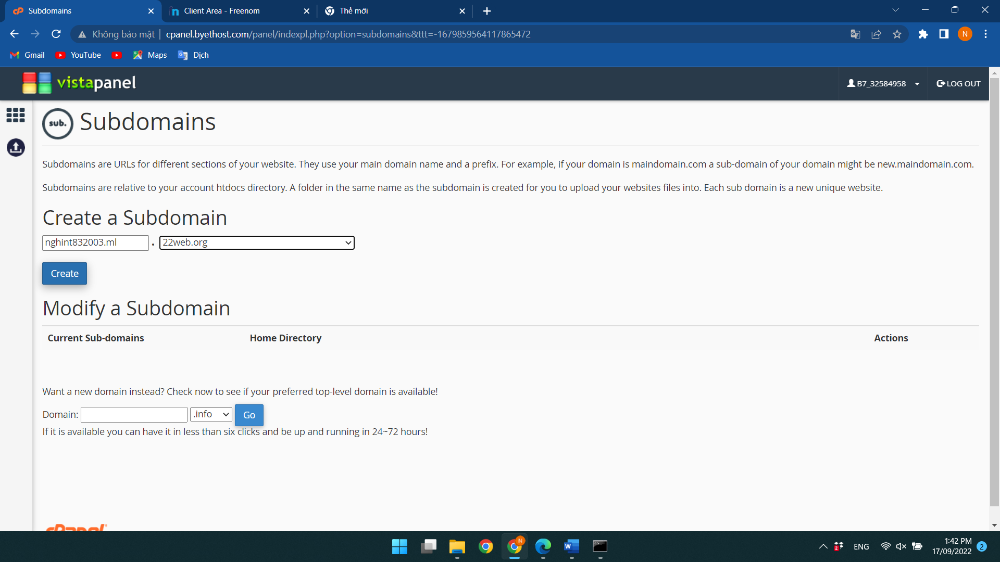 Subdomains
Client Area - Freenom
Thẻ mới
Không bảo mật
cpanel.byethost.com/panel/indexpl.php?option=subdomains&ttt=-1679859564117865472
N
Gmail
YouTube
Maps
Dịch
vistapanel
B7_32584958
LOG OUT
sub.
Subdomains
Subdomains are URLs for different sections of your website. They use your main domain name and a prefix. For example, if your domain is maindomain.com a sub-domain of your domain might be new.maindomain.com.
Subdomains are relative to your account htdocs directory. A folder in the same name as the subdomain is created for you to upload your websites files into. Each sub domain is a new unique website.
Create a Subdomain
nghint832003.ml . 22web.org
Create
Modify a Subdomain
Current Sub-domains Home Directory Actions
Want a new domain instead? Check now to see if your preferred top-level domain is available!
Domain: .info Go
If it is available you can have it in less than six clicks and be up and running in 24~72 hours!
cPanel
N
W
2
ENG
1:42 PM
17/09/2022
2